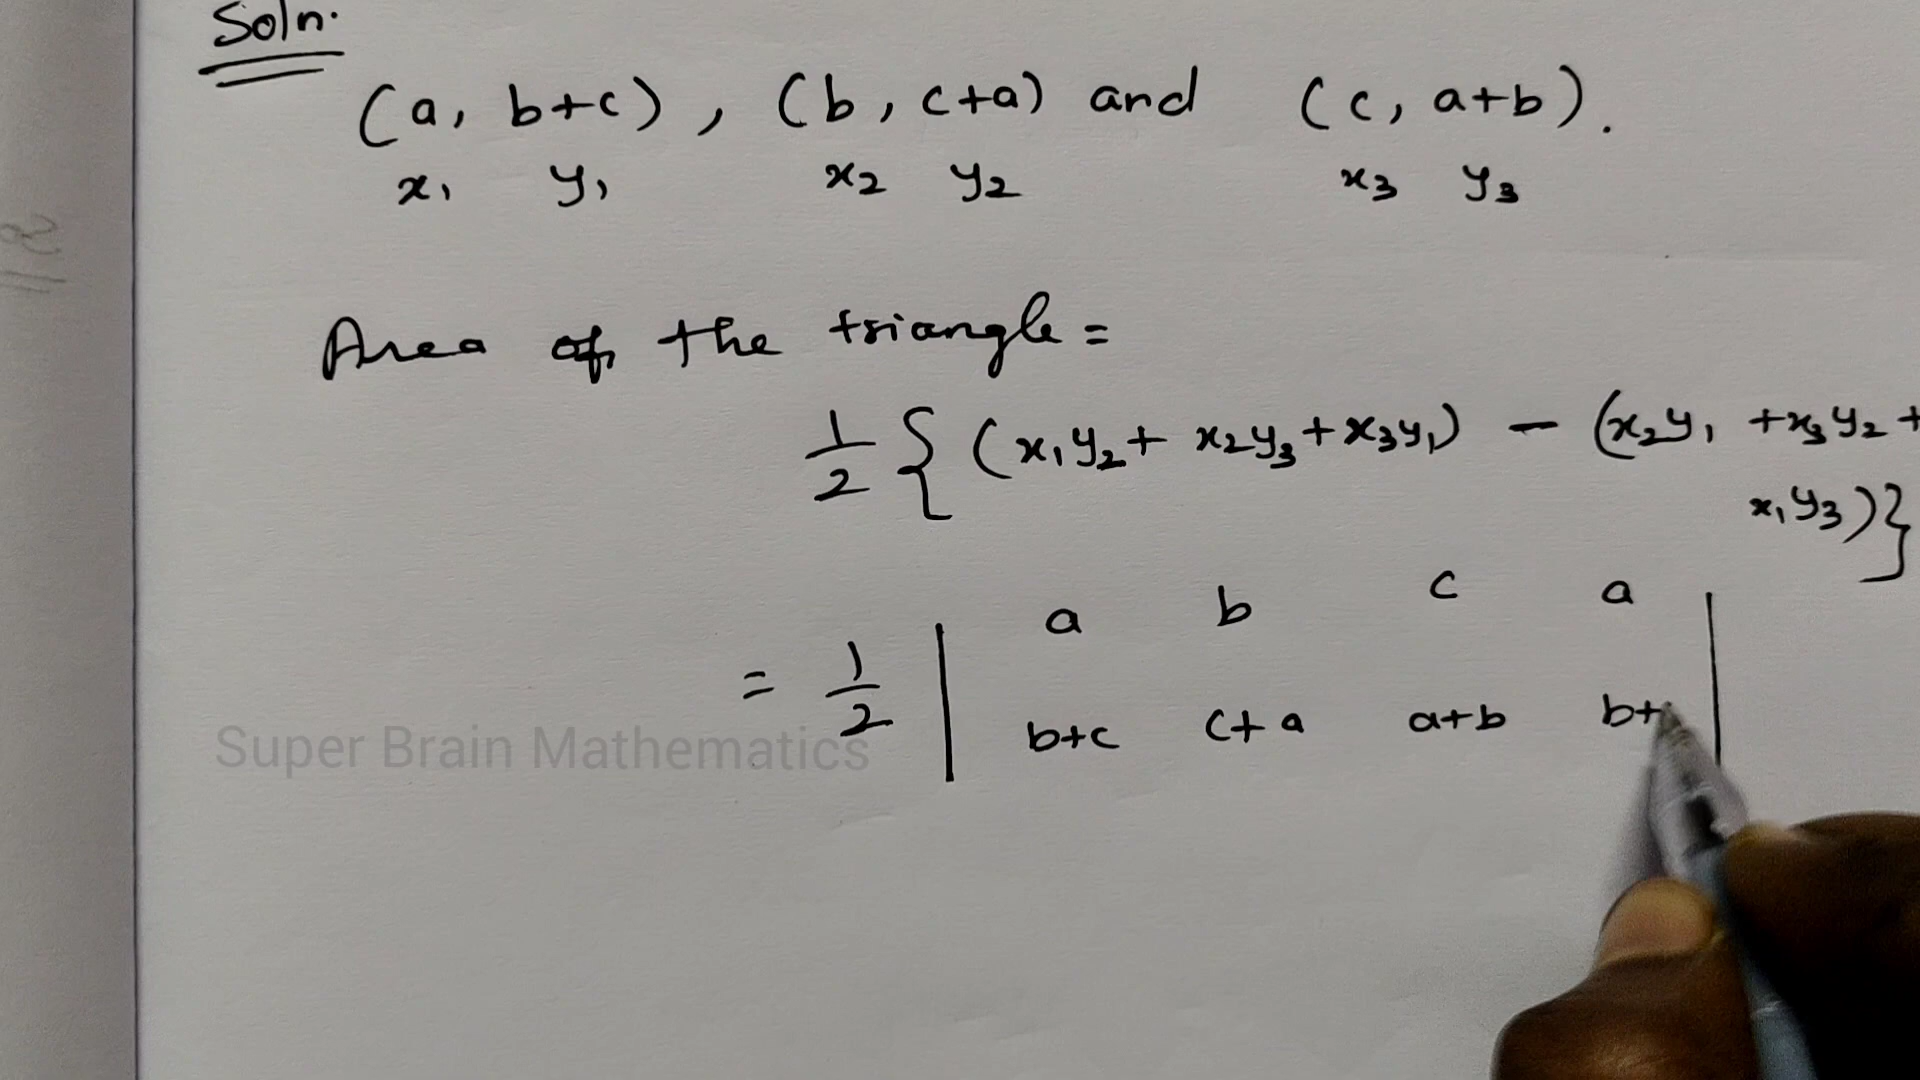 Soln.
(a, b+c), (b, c+a) and (c, a+b).
x₁ y₁ x₂ y₂ x₃ y₃
Area of the triangle =
1/2 { (x₁y₂ + x₂y₃ + x₃y₁) - (x₂y₁ + x₃y₂ +
x₁y₃) }
a b c a
= 1/2 |
b+c c+a a+b b+
Super Brain Mathematics